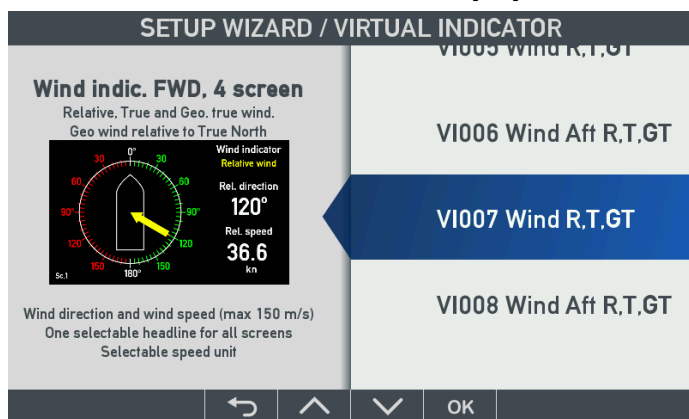 SETUP WIZARD / VIRTUAL INDICATOR
Wind indic. FWD, 4 screen
Relative, True and Geo. true wind.
Geo wind relative to True North
Wind indicator
Relative wind
0°
30
30
60
60
90°
90°
120
120
150
150
180°
Rel. direction
120°
Rel. speed
36.6
kn
Sc.1
Wind direction and wind speed (max 150 m/s)
One selectable headline for all screens
Selectable speed unit
VI005 Wind R,T,GT
VI006 Wind Aft R,T,GT
VI007 Wind R,T,GT
VI008 Wind Aft R,T,GT
OK